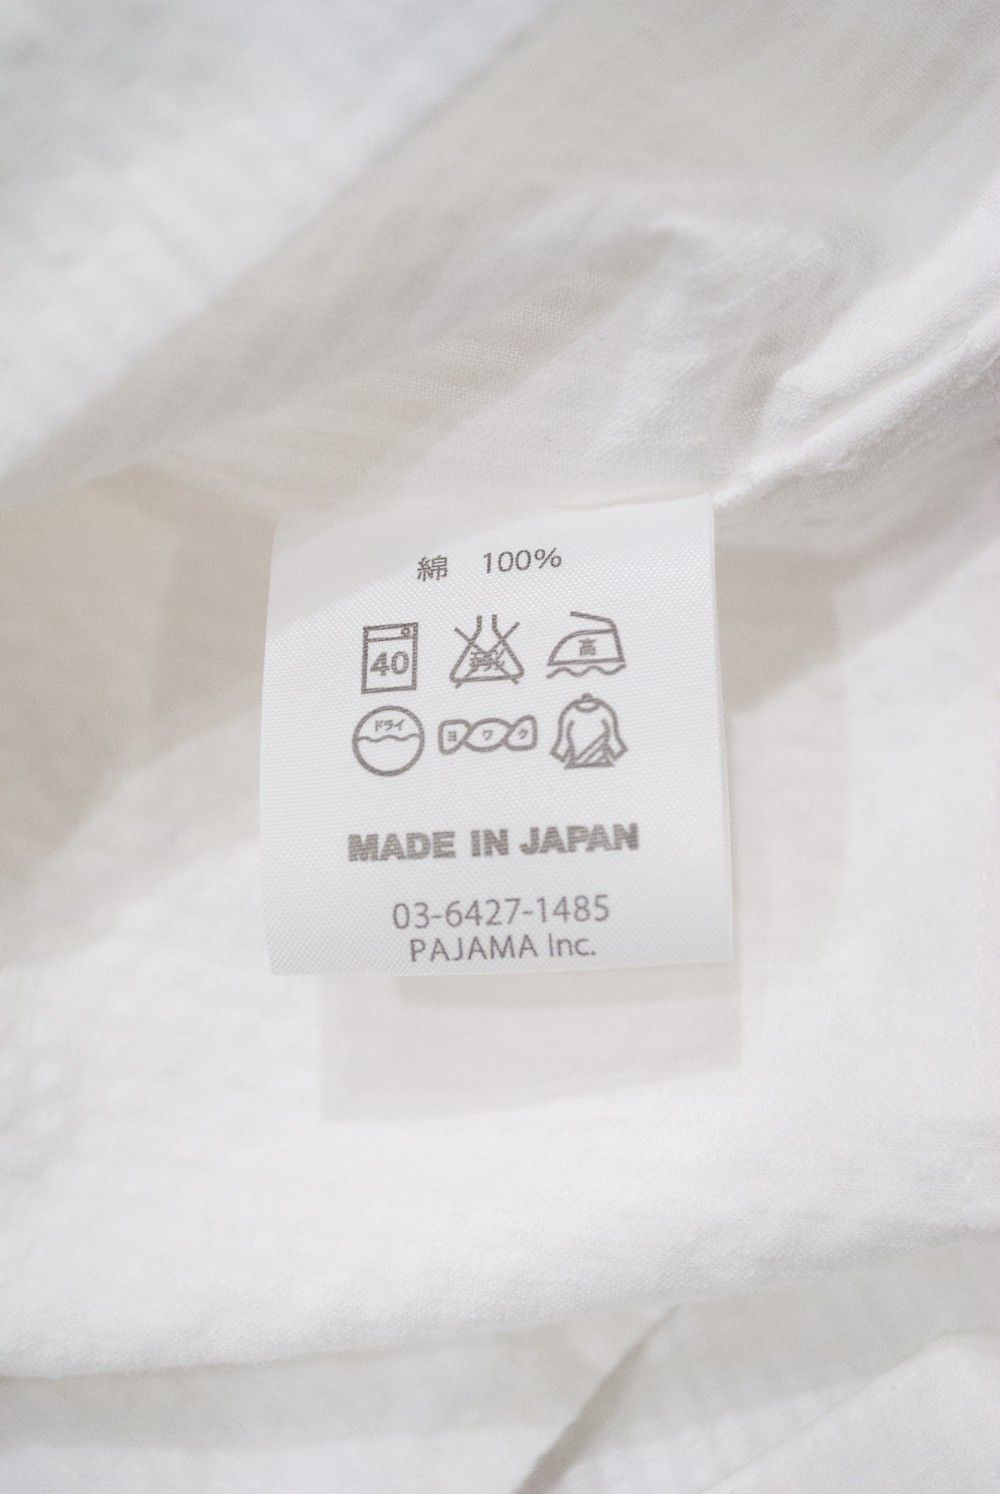 綿 100%
40 高
ドライ ヨワク
MADE IN JAPAN
03-6427-1485
PAJAMA Inc.